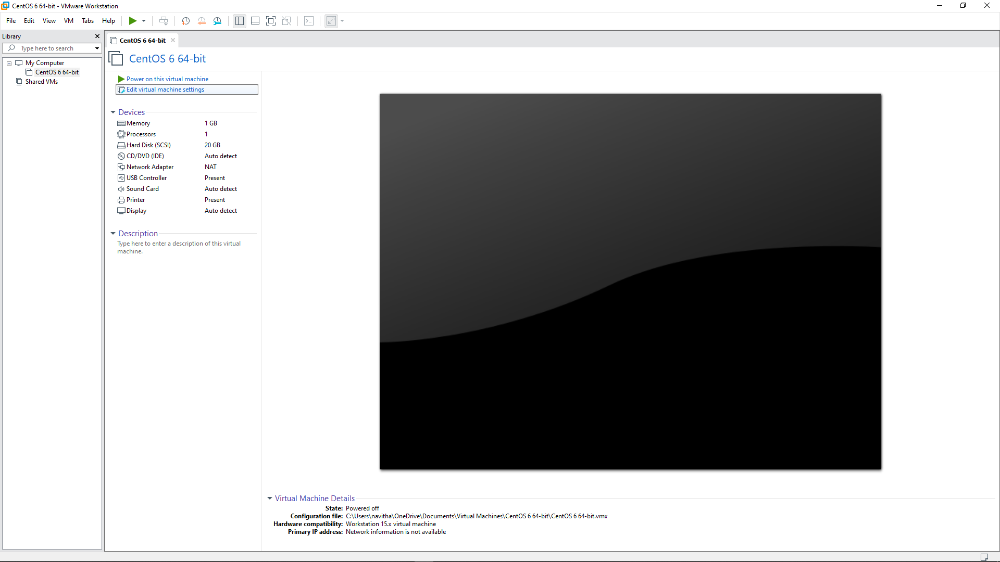 CentOS 6 64-bit - VMware Workstation
File Edit View VM Tabs Help
Library
Type here to search
My Computer
CentOS 6 64-bit
Shared VMs
CentOS 6 64-bit
CentOS 6 64-bit
Power on this virtual machine
Edit virtual machine settings
Devices
Memory 1 GB
Processors 1
Hard Disk (SCSI) 20 GB
CD/DVD (IDE) Auto detect
Network Adapter NAT
USB Controller Present
Sound Card Auto detect
Printer Present
Display Auto detect
Description
Type here to enter a description of this virtual
machine.
Virtual Machine Details
State: Powered off
Configuration file: C:\Users\navitha\OneDrive\Documents\Virtual Machines\CentOS 6 64-bit\CentOS 6 64-bit.vmx
Hardware compatibility: Workstation 15.x virtual machine
Primary IP address: Network information is not available